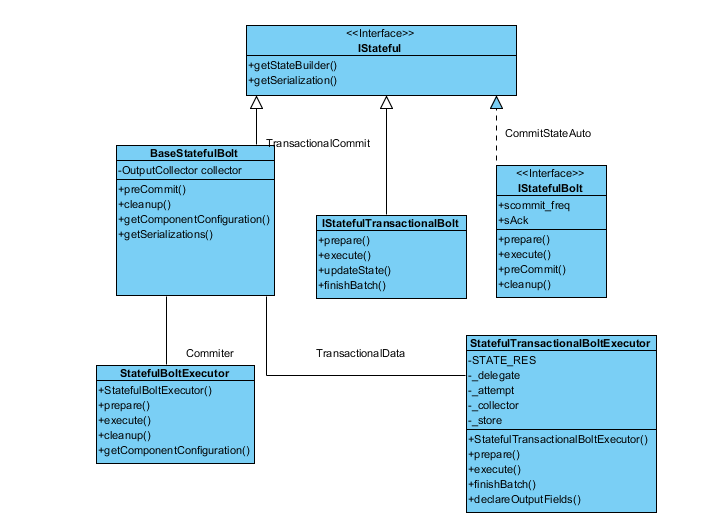 <<Interface>>
IStateful
+getStateBuilder()
+getSerialization()
TransactionalCommit
CommitStateAuto
BaseStatefulBolt
-OutputCollector collector
+preCommit()
+cleanup()
+getComponentConfiguration()
+getSerializations()
IStatefulTransactionalBolt
+prepare()
+execute()
+updateState()
+finishBatch()
<<Interface>>
IStatefulBolt
+scommit_freq
+sAck
+prepare()
+execute()
+preCommit()
+cleanup()
Commiter
TransactionalData
StatefulBoltExecutor
+StatefulBoltExecutor()
+prepare()
+execute()
+cleanup()
+getComponentConfiguration()
StatefulTransactionalBoltExecutor
-STATE_RES
-_delegate
-_attempt
-_collector
-_store
+StatefulTransactionalBoltExecutor()
+prepare()
+execute()
+finishBatch()
+declareOutputFields()